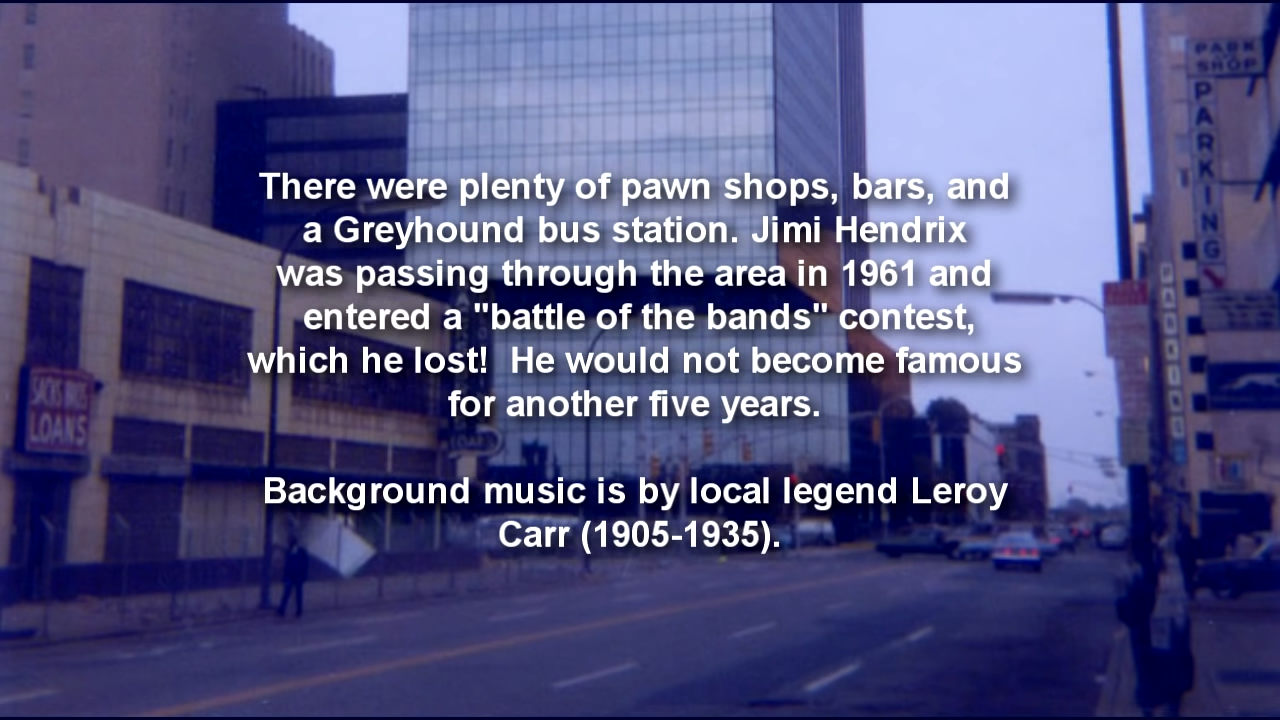 There were plenty of pawn shops, bars, and
a Greyhound bus station. Jimi Hendrix
was passing through the area in 1961 and
entered a "battle of the bands" contest,
which he lost!  He would not become famous
for another five years.
Background music is by local legend Leroy
Carr (1905-1935).
PARK
SHOP
PARKING
LOANS